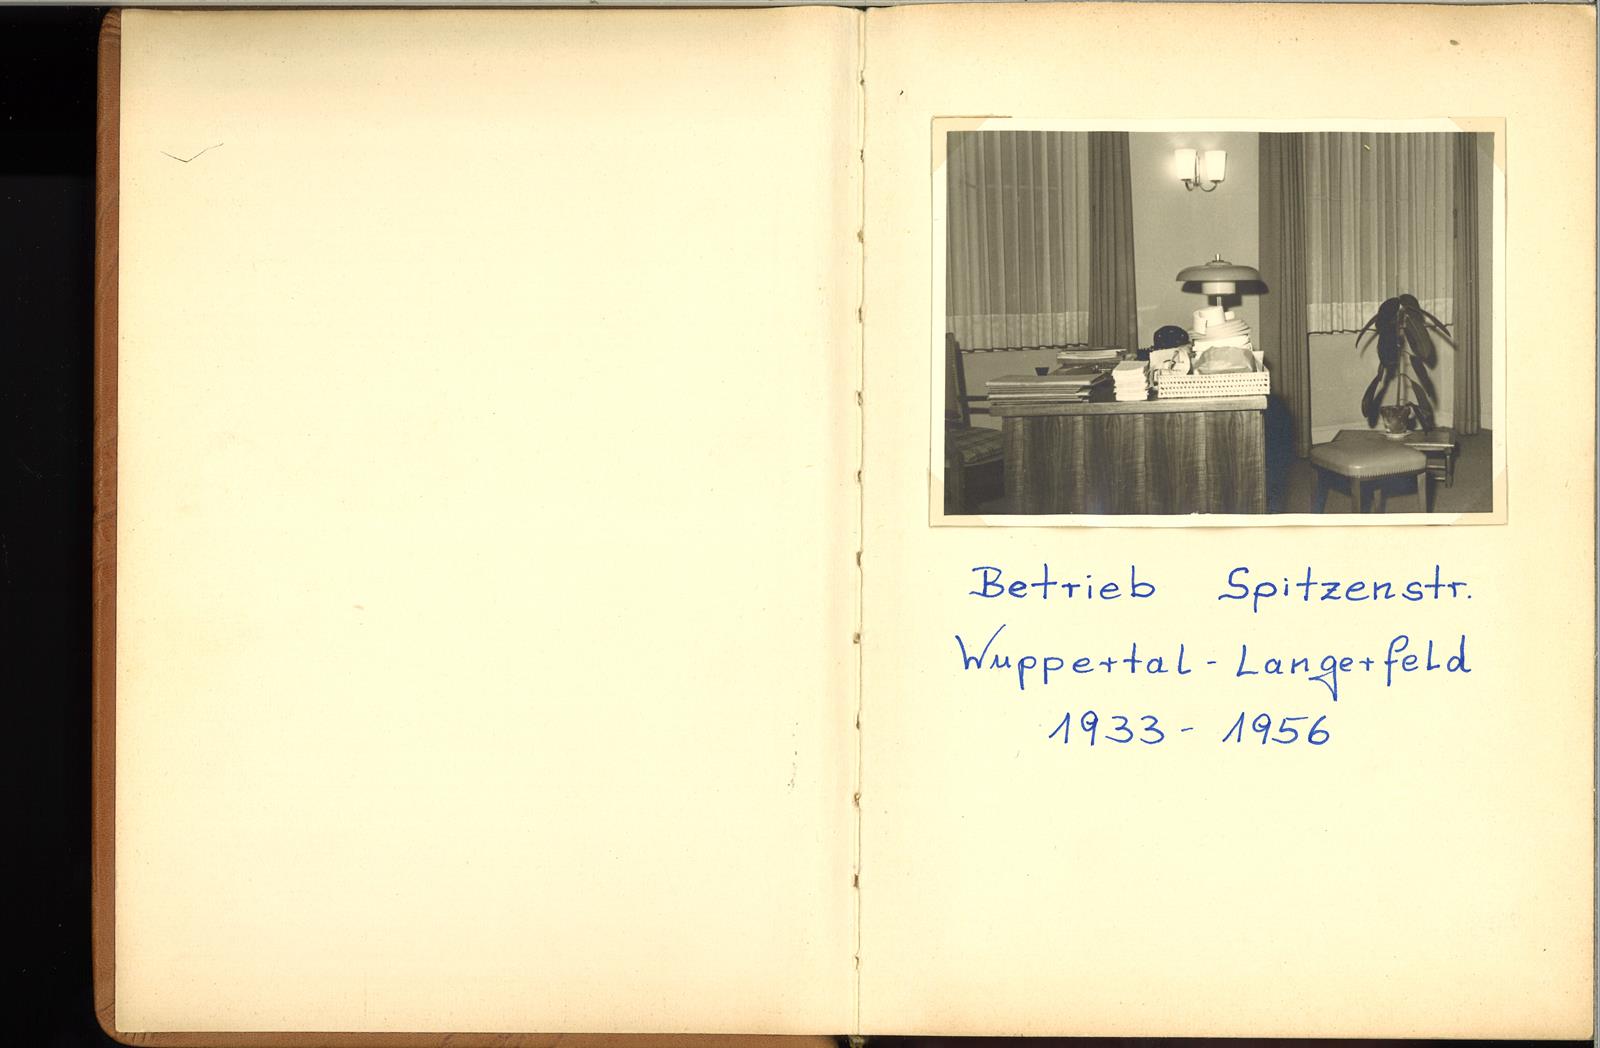 Betrieb Spitzenstr.
Wuppertal - Langerfeld
1933 - 1956